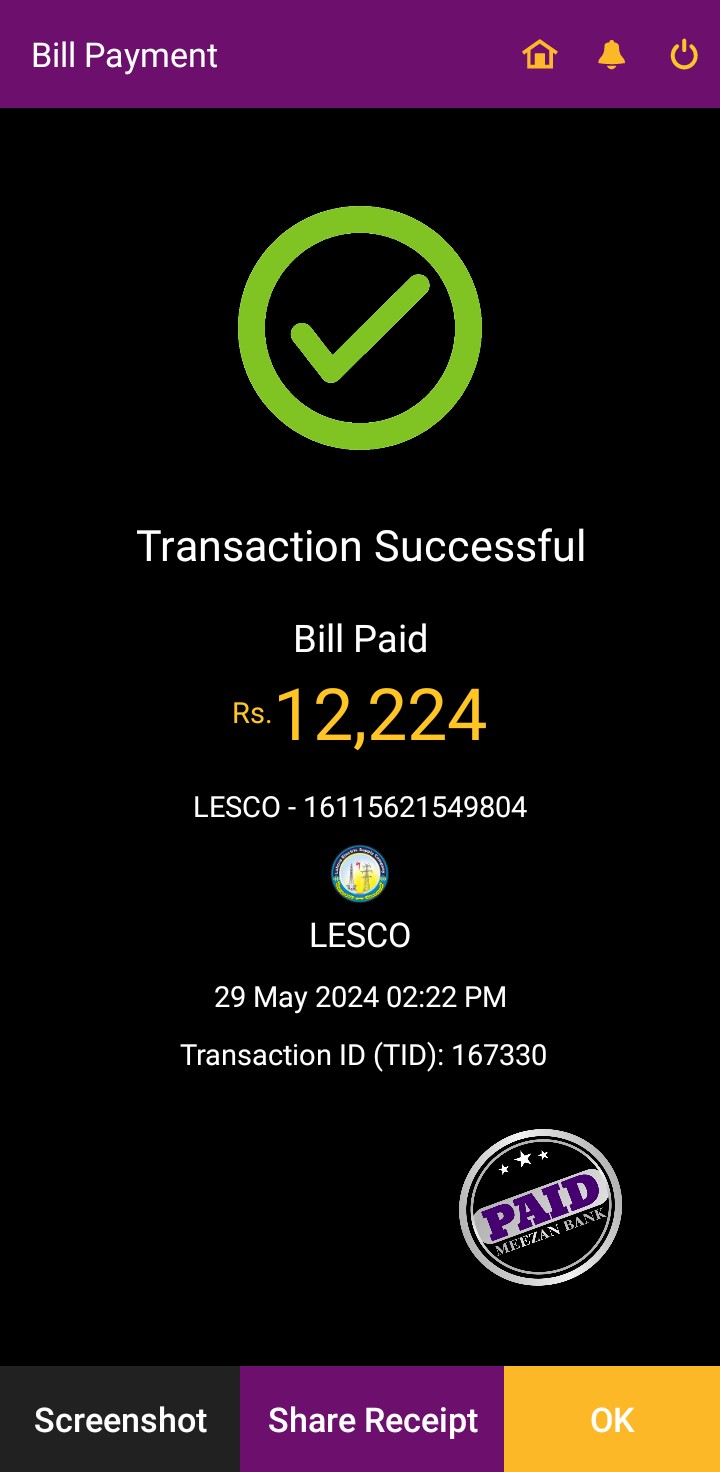 Bill Payment
Transaction Successful
Bill Paid
Rs.12,224
LESCO - 16115621549804
LESCO
29 May 2024 02:22 PM
Transaction ID (TID): 167330
PAID
MEEZAN BANK
Screenshot
Share Receipt
OK